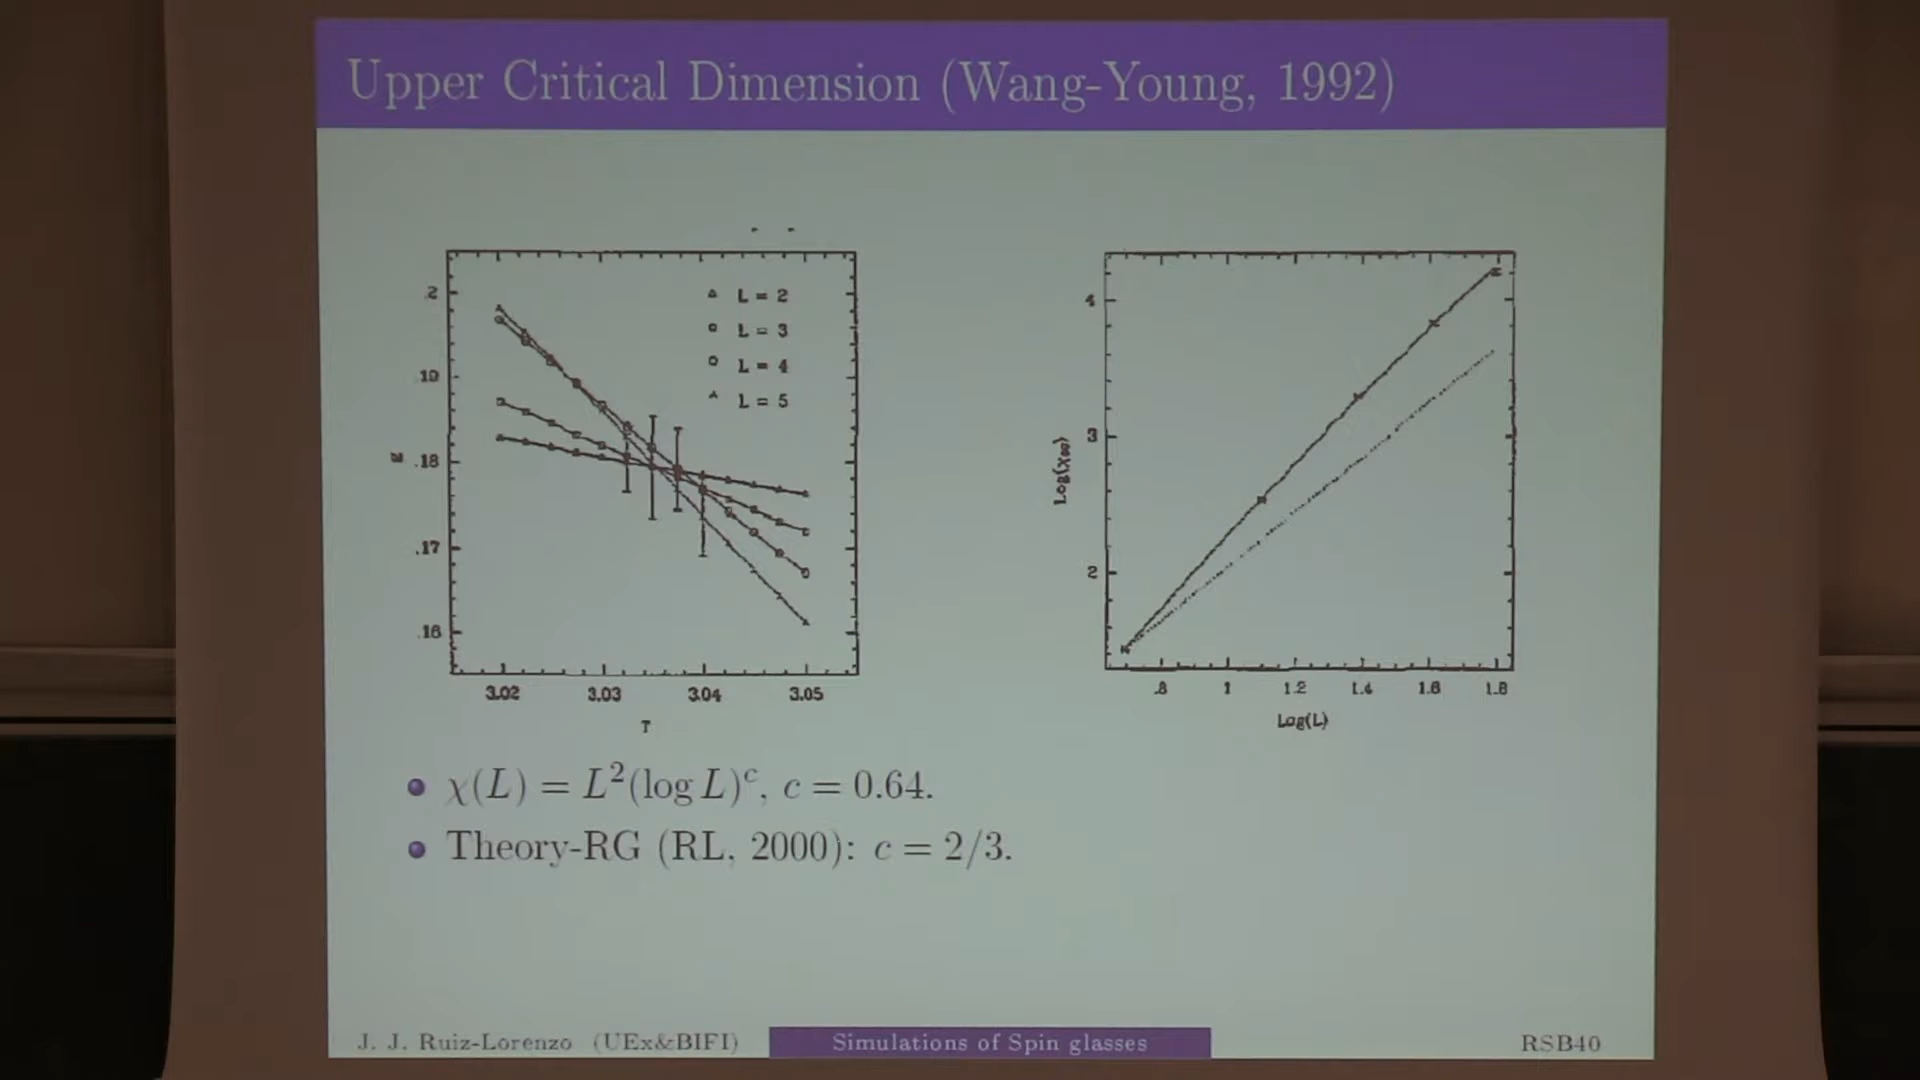 Upper Critical Dimension (Wang-Young, 1992)
L = 2
L = 3
L = 4
L = 5
.2
.19
.18
.17
.16
g
3.02 3.03 3.04 3.05
T
4
3
2
Log(χSG)
.8 1 1.2 1.4 1.6 1.8
Log(L)
χ(L) = L²(log L)ᶜ, c = 0.64.
Theory-RG (RL, 2000): c = 2/3.
J. J. Ruiz-Lorenzo (UEx&BIFI) Simulations of Spin glasses RSB40